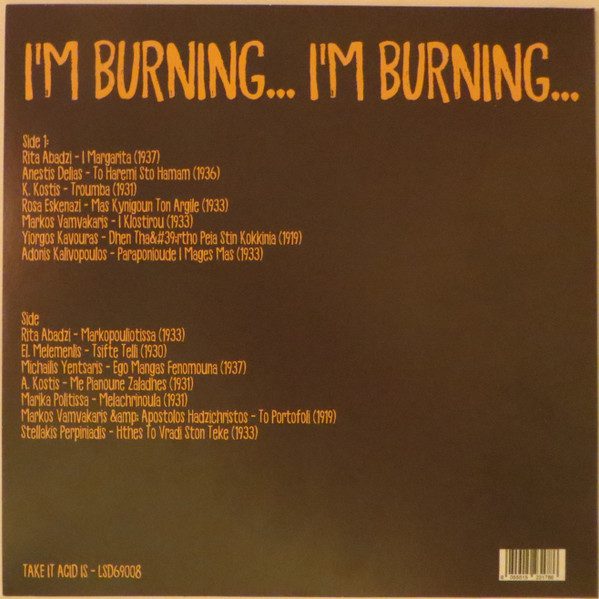 I'M BURNING... I'M BURNING...
Side 1:
Rita Abadzi - I Margarita (1937)
Anestis Delias - To Haremi Sto Hamam (1936)
K. Kostis - Troumba (1931)
Rosa Eskenazi - Mas Kynigoun Ton Argile (1933)
Markos Vamvakaris - I Klostirou (1933)
Yiorgos Kavouras - Dhen Tha&#39;rtho Peia Stin Kokkinia (1919)
Adonis Kalivopoulos - Paraponioude I Mages Mas (1933)
Side
Rita Abadzi - Markopouliotissa (1933)
El. Melemenlis - Tsifte Telli (1930)
Michailis Yentsaris - Ego Mangas Fenomouna (1937)
A. Kostis - Me Pianoune Zaladhes (1931)
Marika Politissa - Melachrinoula (1931)
Markos Vamvakaris &amp; Apostolos Hadzichristos - To Portofoli (1919)
Stellakis Perpiniadis - Hthes To Vradi Ston Teke (1933)
TAKE IT ACID IS - LSD69008